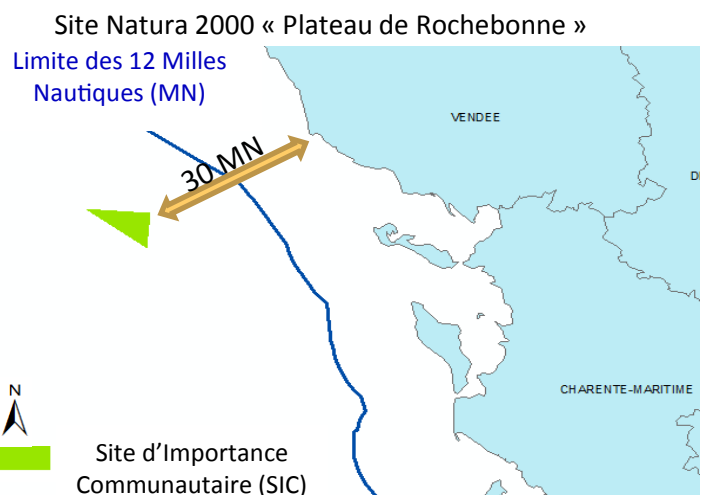 Site Natura 2000 « Plateau de Rochebonne »
Limite des 12 Milles
Nautiques (MN)
VENDEE
30 MN
D
CHARENTE-MARITIME
N
Site d’Importance
Communautaire (SIC)